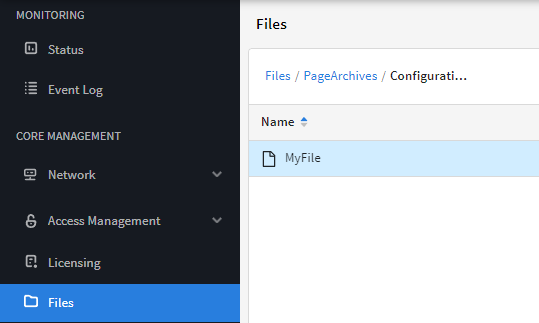 MONITORING
Status
Event Log
CORE MANAGEMENT
Network
Access Management
Licensing
Files
Files
Files / PageArchives / Configurati...
Name
MyFile